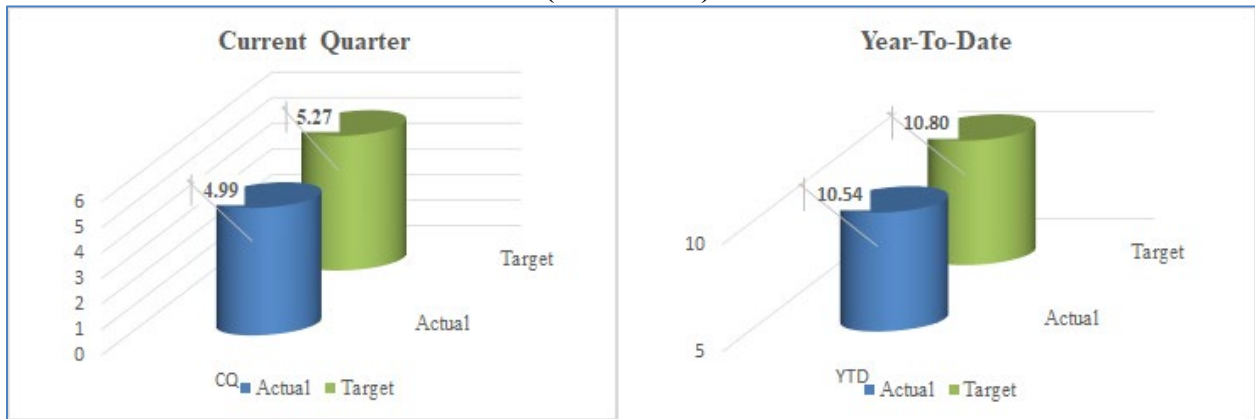 Current Quarter
5.27
4.99
6
5
4
3
2
1
0
Target
Actual
CQ
Actual Target
Year-To-Date
10.80
10.54
10
5
Target
Actual
YTD
Actual Target